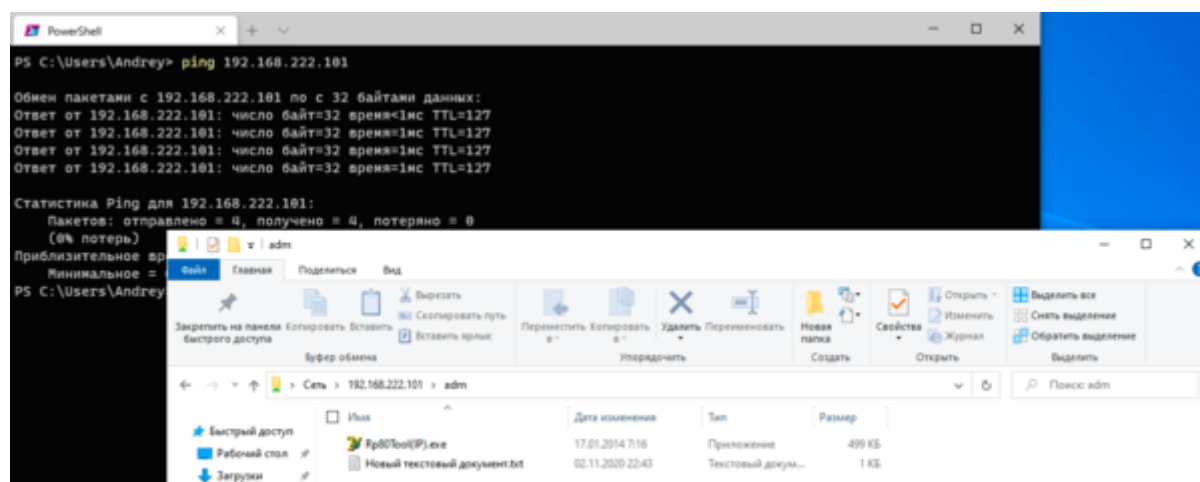 PowerShell
PS C:\Users\Andrey> ping 192.168.222.101
Обмен пакетами с 192.168.222.101 по с 32 байтами данных:
Ответ от 192.168.222.101: число байт=32 время<1мс TTL=127
Ответ от 192.168.222.101: число байт=32 время=1мс TTL=127
Ответ от 192.168.222.101: число байт=32 время=1мс TTL=127
Ответ от 192.168.222.101: число байт=32 время=1мс TTL=127
Статистика Ping для 192.168.222.101:
Пакетов: отправлено = 4, получено = 4, потеряно = 0
(0% потерь)
Приблизительное вр
Минимальное =
PS C:\Users\Andrey
adm
Файл Главная Поделиться Вид
Закрепить на панели быстрого доступа
Копировать Вставить
Вырезать
Скопировать путь
Вставить ярлык
Переместить в
Копировать в
Удалить Переименовать
Новая папка
Свойства
Открыть
Изменить
Журнал
Выделить все
Снять выделение
Обратить выделение
Буфер обмена Упорядочить Создать Открыть Выделить
Сеть > 192.168.222.101 > adm
Поиск: adm
Имя Дата изменения Тип Размер
Быстрый доступ
Рабочий стол
Загрузки
Rp80Tool(IP).exe 17.01.2014 7:16 Приложение 499 КБ
Новый текстовый документ.txt 02.11.2020 22:43 Текстовый докум... 1 КБ